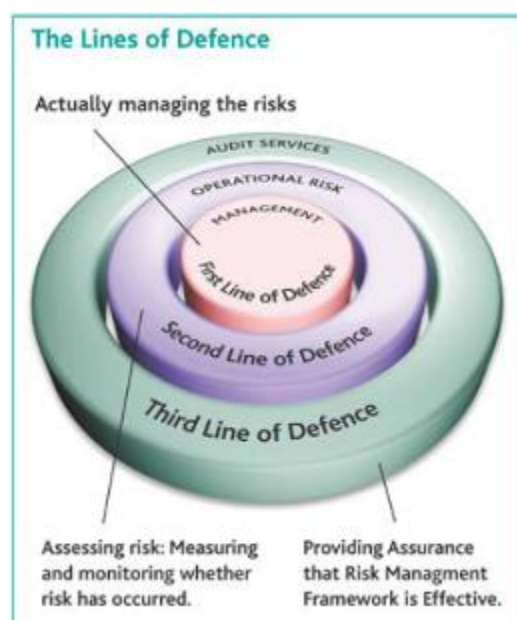 The Lines of Defence
Actually managing the risks
AUDIT SERVICES
OPERATIONAL RISK
MANAGEMENT
First Line of Defence
Second Line of Defence
Third Line of Defence
Assessing risk: Measuring
and monitoring whether
risk has occurred.
Providing Assurance
that Risk Managment
Framework is Effective.